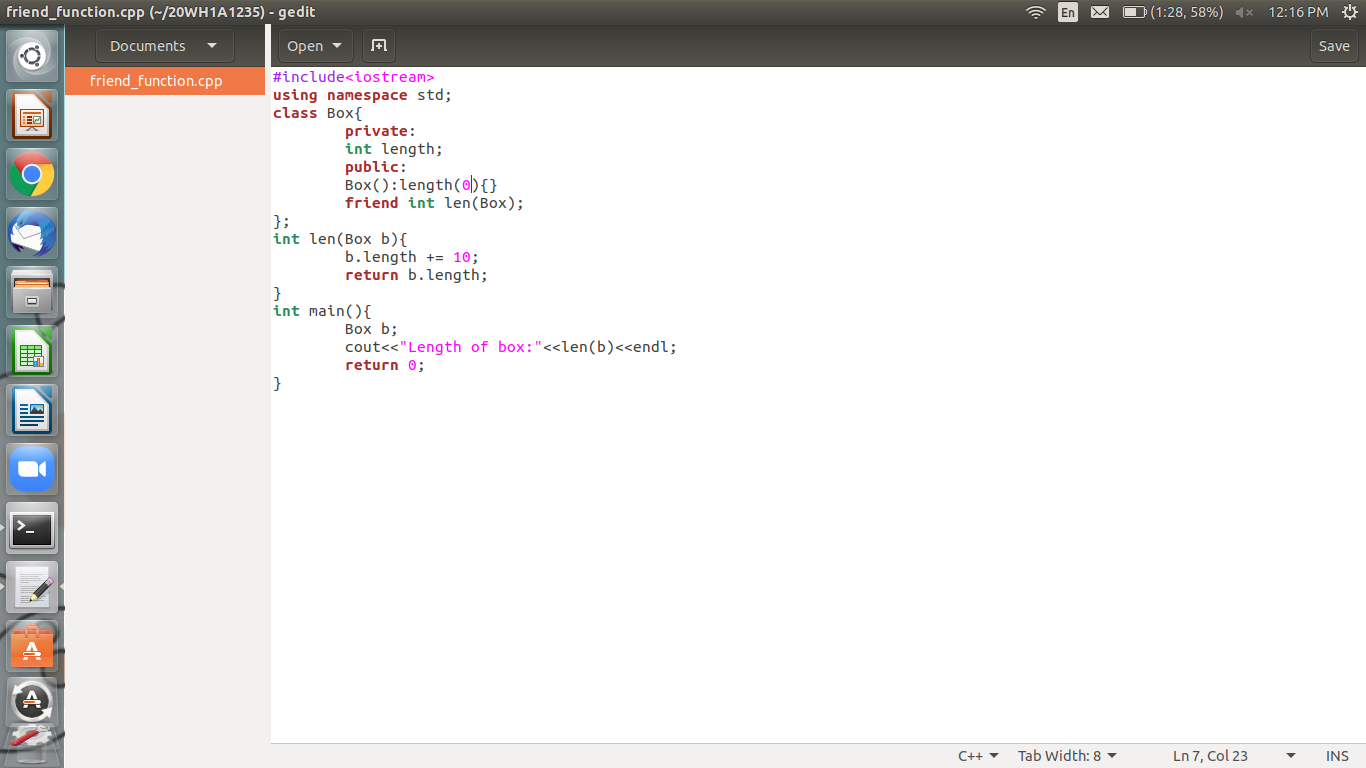 friend_function.cpp (~/20WH1A1235) - gedit
En
(1:28, 58%)
12:16 PM
Documents
Open
Save
friend_function.cpp
#include<iostream>
using namespace std;
class Box{
        private:
        int length;
        public:
        Box():length(0){}
        friend int len(Box);
};
int len(Box b){
        b.length += 10;
        return b.length;
}
int main(){
        Box b;
        cout<<"Length of box:"<<len(b)<<endl;
        return 0;
}
C++
Tab Width: 8
Ln 7, Col 23
INS